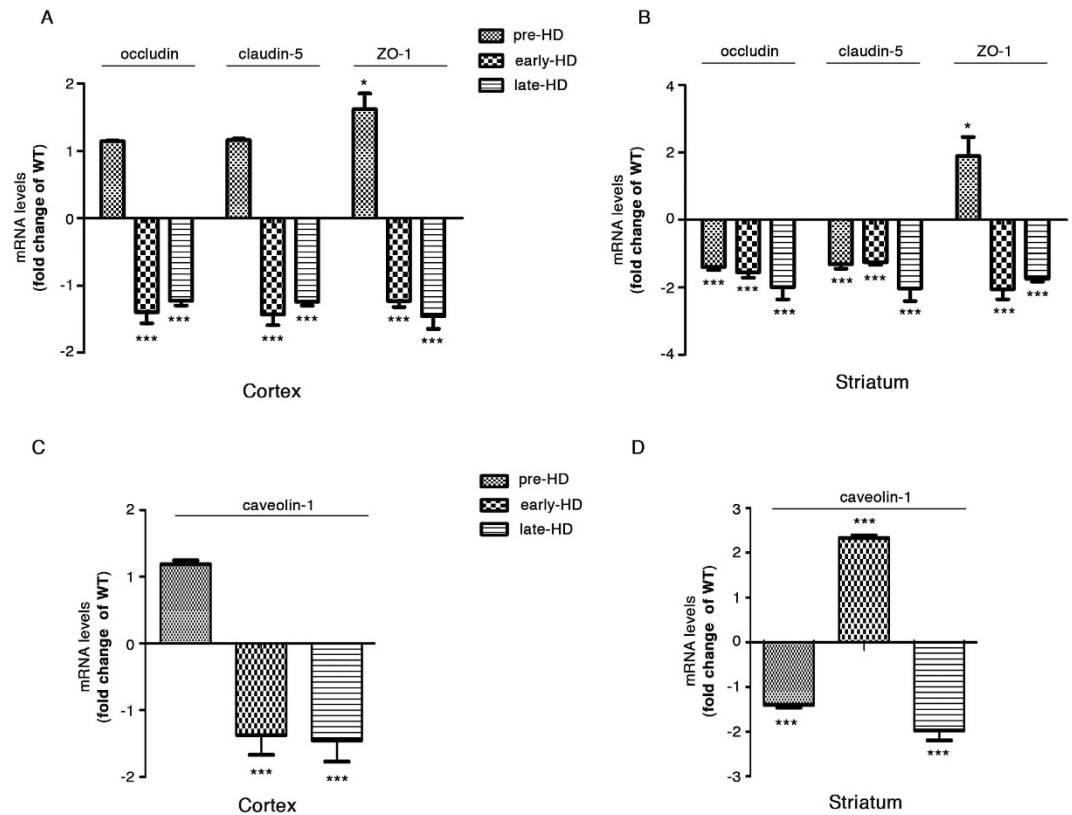 A
occludin
claudin-5
ZO-1
pre-HD
early-HD
late-HD
mRNA levels
(fold change of WT)
2
1
0
-1
-2
*
***
***
***
***
***
***
Cortex
B
occludin
claudin-5
ZO-1
mRNA levels
(fold change of WT)
4
2
0
-2
-4
*
***
***
***
***
***
***
***
***
Striatum
C
caveolin-1
pre-HD
early-HD
late-HD
mRNA levels
(fold change of WT)
2
1
0
-1
-2
***
***
Cortex
D
caveolin-1
mRNA levels
(fold change of WT)
3
2
1
0
-1
-2
-3
***
***
***
Striatum